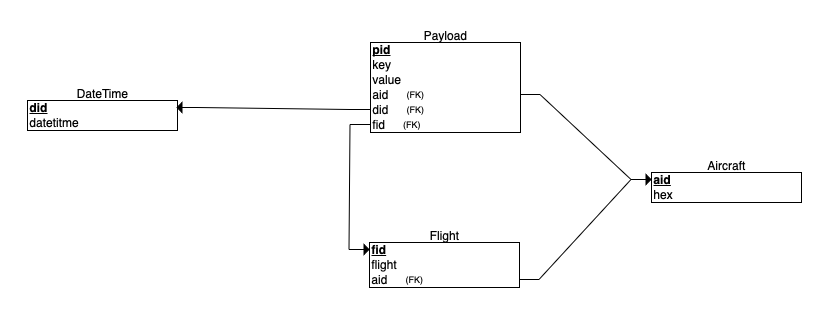 Payload
pid
key
value
aid (FK)
did (FK)
fid (FK)
DateTime
did
datetitme
Aircraft
aid
hex
Flight
fid
flight
aid (FK)